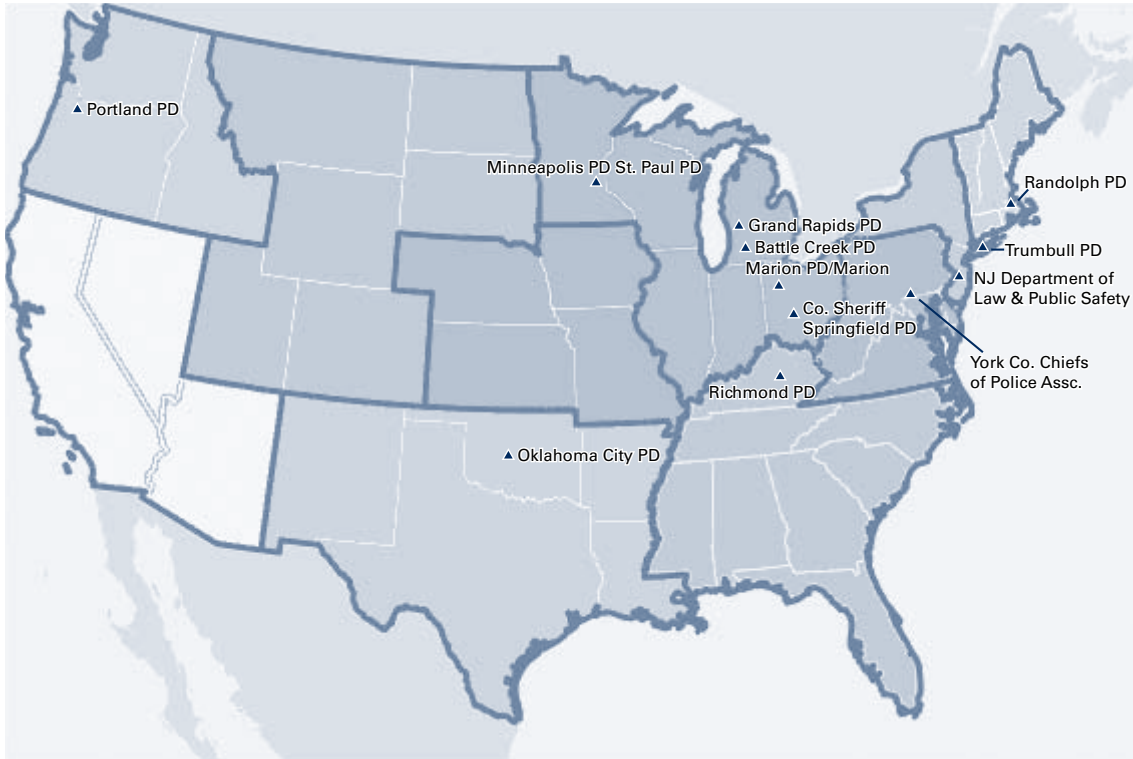 Portland PD
Minneapolis PD St. Paul PD
Randolph PD
Grand Rapids PD
Battle Creek PD
Trumbull PD
Marion PD/Marion
NJ Department of
Law & Public Safety
Co. Sheriff
Springfield PD
York Co. Chiefs
of Police Assc.
Richmond PD
Oklahoma City PD